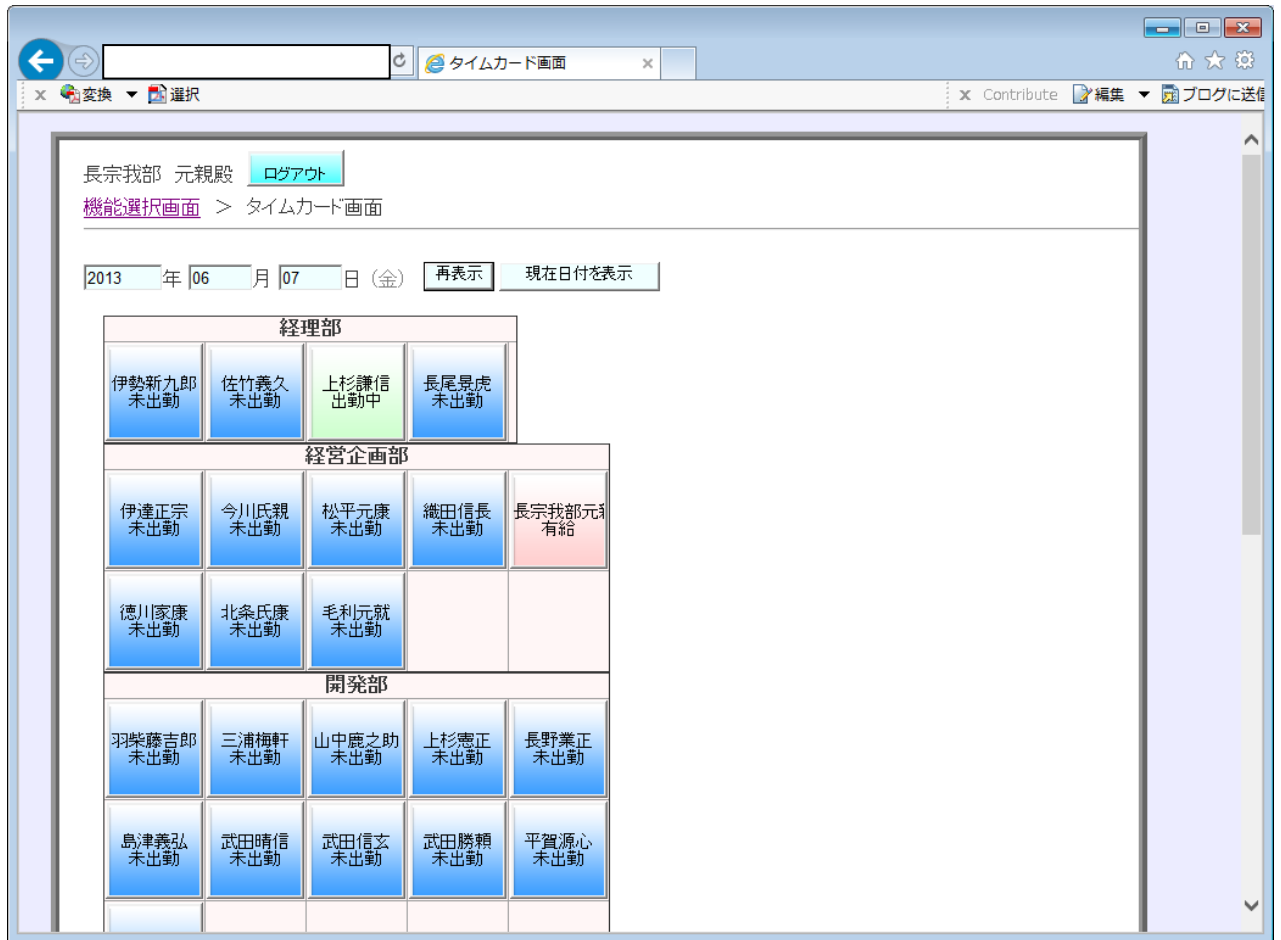 タイムカード画面
変換 選択 Contribute 編集 ブログに送信
長宗我部 元親殿 ログアウト
機能選択画面 ＞ タイムカード画面
2013 年 06 月 07 日（金） 再表示 現在日付を表示
経理部
伊勢新九郎 佐竹義久 上杉謙信 長尾景虎
未出勤 未出勤 出勤中 未出勤
経営企画部
伊達正宗 今川氏親 松平元康 織田信長 長宗我部元親
未出勤 未出勤 未出勤 未出勤 有給
徳川家康 北条氏康 毛利元就
未出勤 未出勤 未出勤
開発部
羽柴藤吉郎 三浦梅軒 山中鹿之助 上杉憲正 長野業正
未出勤 未出勤 未出勤 未出勤 未出勤
島津義弘 武田晴信 武田信玄 武田勝頼 平賀源心
未出勤 未出勤 未出勤 未出勤 未出勤